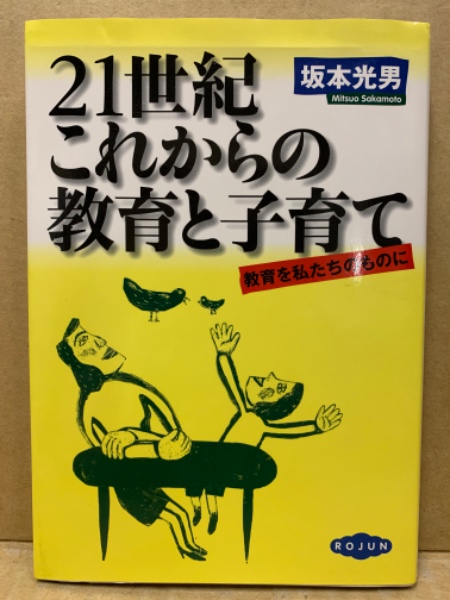 21世紀
これからの
教育と子育て
坂本光男
Mitsuo Sakamoto
教育を私たちのものに
ROJUN